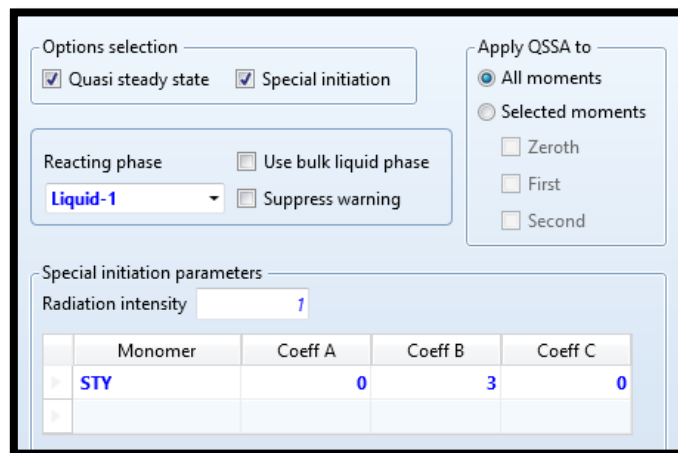 Options selection
Quasi steady state Special initiation
Apply QSSA to
All moments
Selected moments
Zeroth
First
Second
Reacting phase Use bulk liquid phase
Liquid-1 Suppress warning
Special initiation parameters
Radiation intensity 1
Monomer Coeff A Coeff B Coeff C
STY 0 3 0